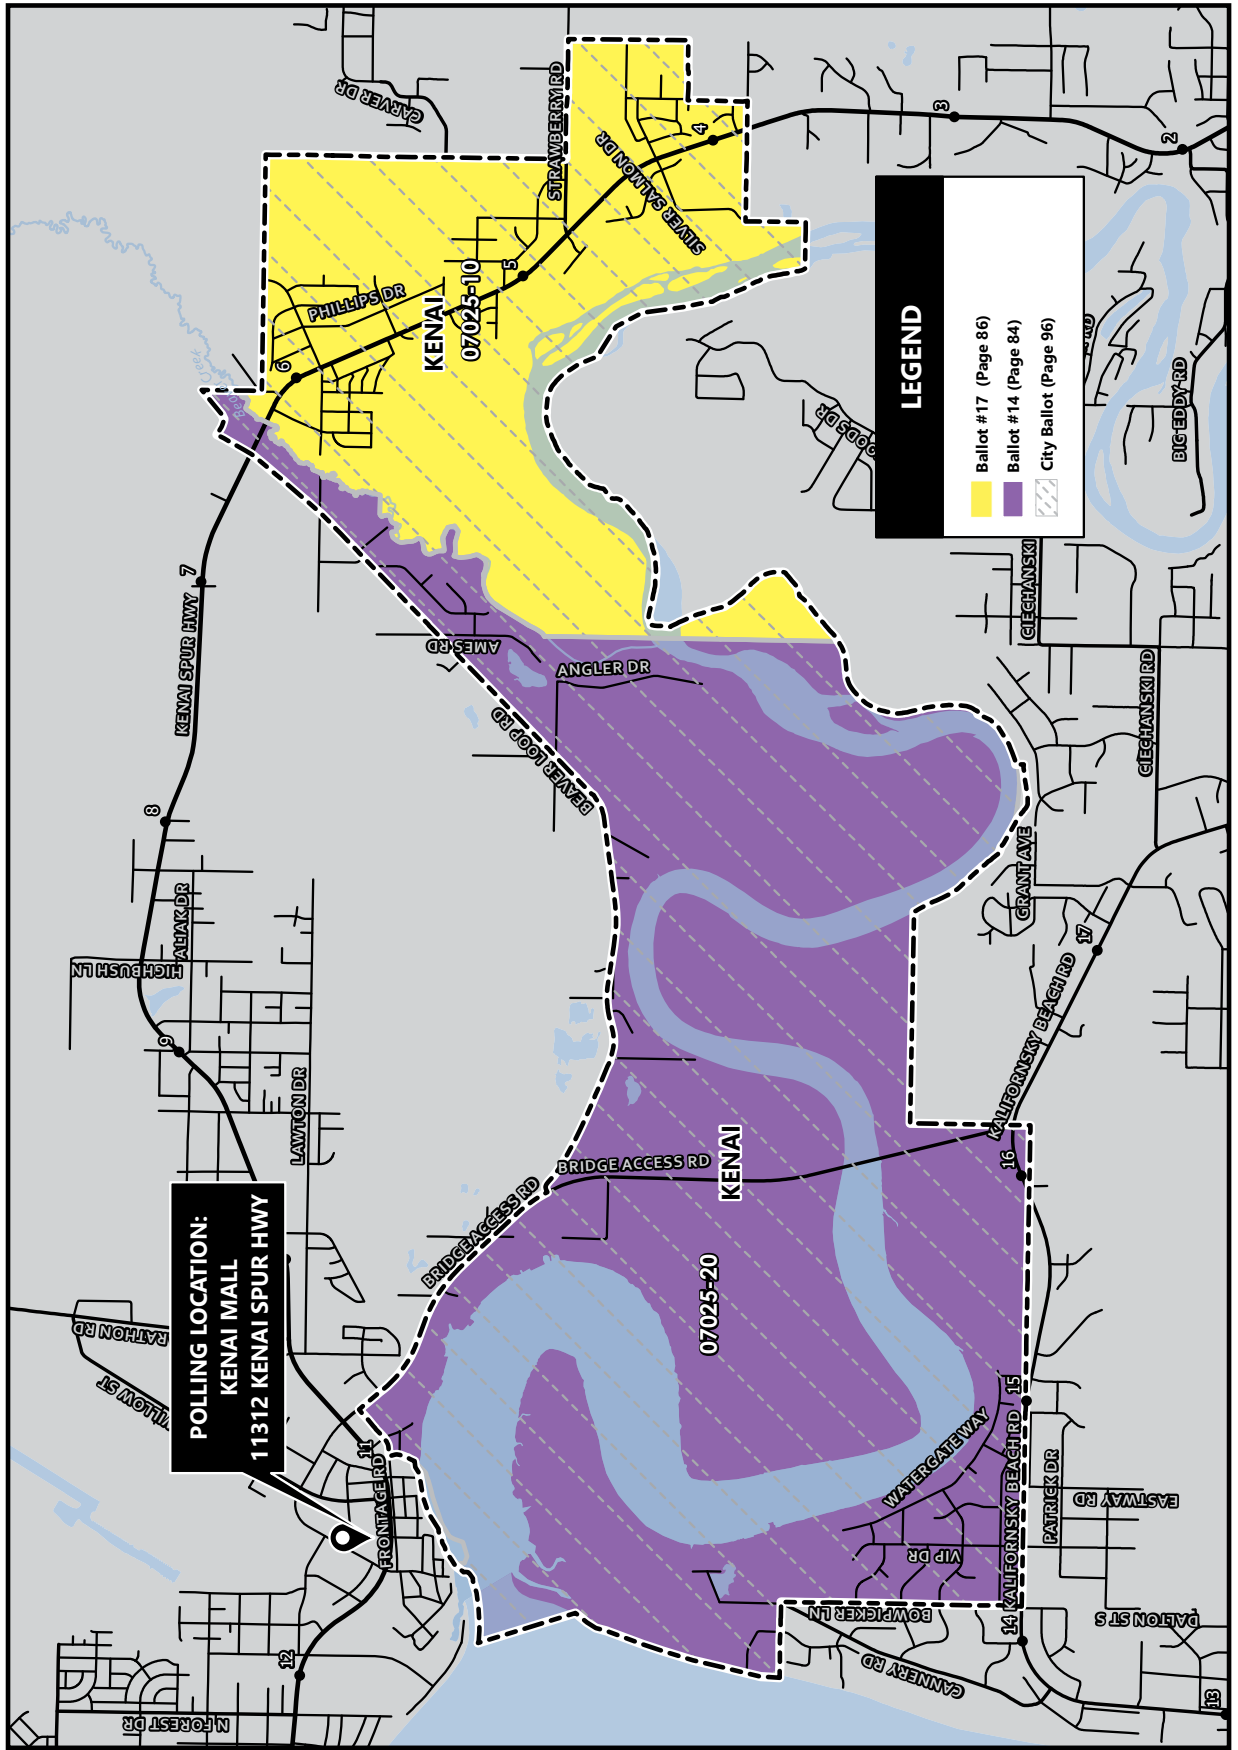 POLLING LOCATION:
KENAI MALL
11312 KENAI SPUR HWY
LEGEND
Ballot #17 (Page 86)
Ballot #14 (Page 84)
City Ballot (Page 96)
KENAI
07025-10
KENAI
07025-20
CARVER DR
STRAWBERRY RD
SILVER SALMON DR
PHILLIPS DR
KENAI SPUR HWY
AMES RD
ANGLER DR
BEAVER LOOP RD
ALIAK DR
HIGHBUSH LN
LAWTON DR
BRIDGE ACCESS RD
BRIDGE ACCESS RD
RATHON RD
ILLOW ST
FRONTAGE RD
N FOREST DR
WATERGATE WAY
VIP DR
BOWPICKER LN
CANNERY RD
KALIFORNSKY BEACH RD
KALIFORNSKY BEACH RD
PATRICK DR
EASTWAY RD
DALTON ST S
GRANT AVE
CIECHANSKI
CIECHANSKI RD
BIG EDDY RD
RD
OODS DR
Creek
2
3
4
5
6
7
8
9
11
12
13
14
15
16
17